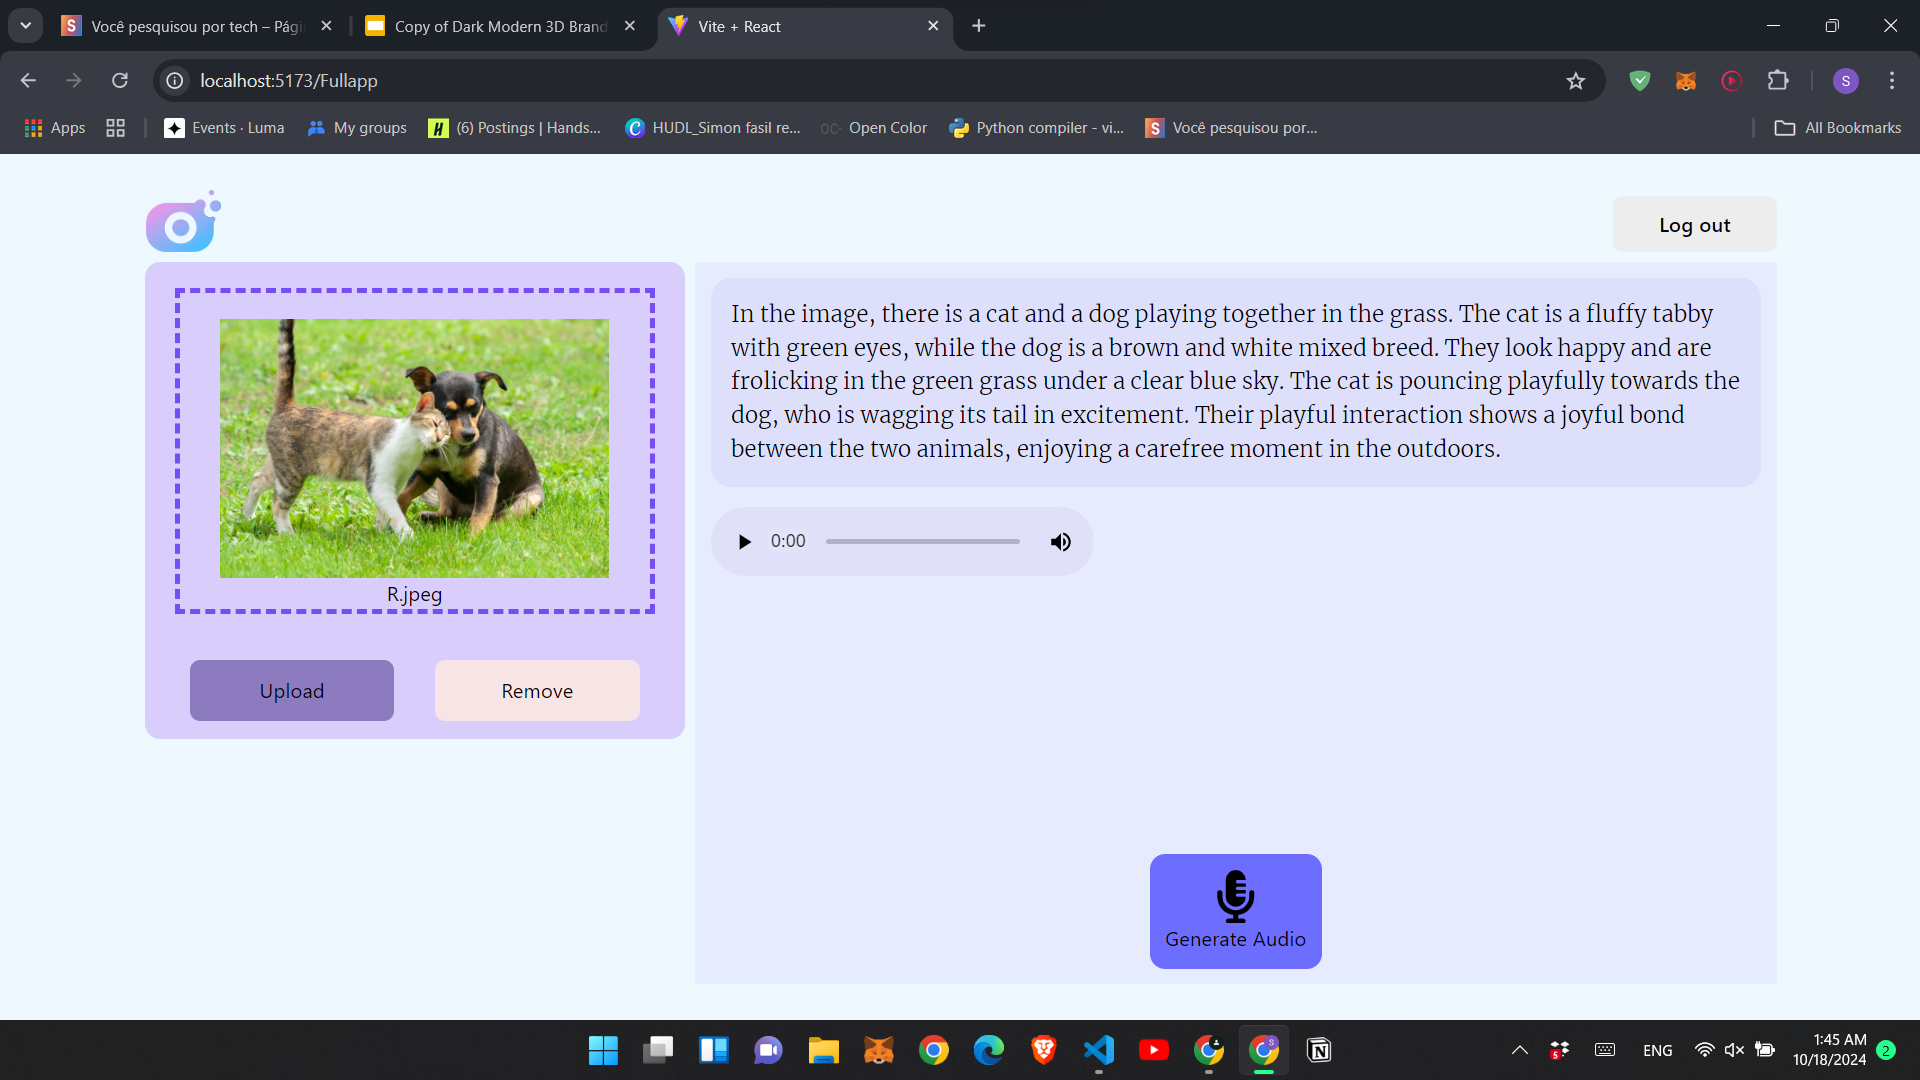 Você pesquisou por tech – Pági
Copy of Dark Modern 3D Brand
Vite + React
localhost:5173/Fullapp
S
Apps
Events · Luma
My groups
(6) Postings | Hands...
HUDL_Simon fasil re...
Open Color
Python compiler - vi...
Você pesquisou por...
All Bookmarks
Log out
In the image, there is a cat and a dog playing together in the grass. The cat is a fluffy tabby
with green eyes, while the dog is a brown and white mixed breed. They look happy and are
frolicking in the green grass under a clear blue sky. The cat is pouncing playfully towards the
dog, who is wagging its tail in excitement. Their playful interaction shows a joyful bond
between the two animals, enjoying a carefree moment in the outdoors.
0:00
R.jpeg
Upload
Remove
Generate Audio
ENG
1:45 AM
10/18/2024
2